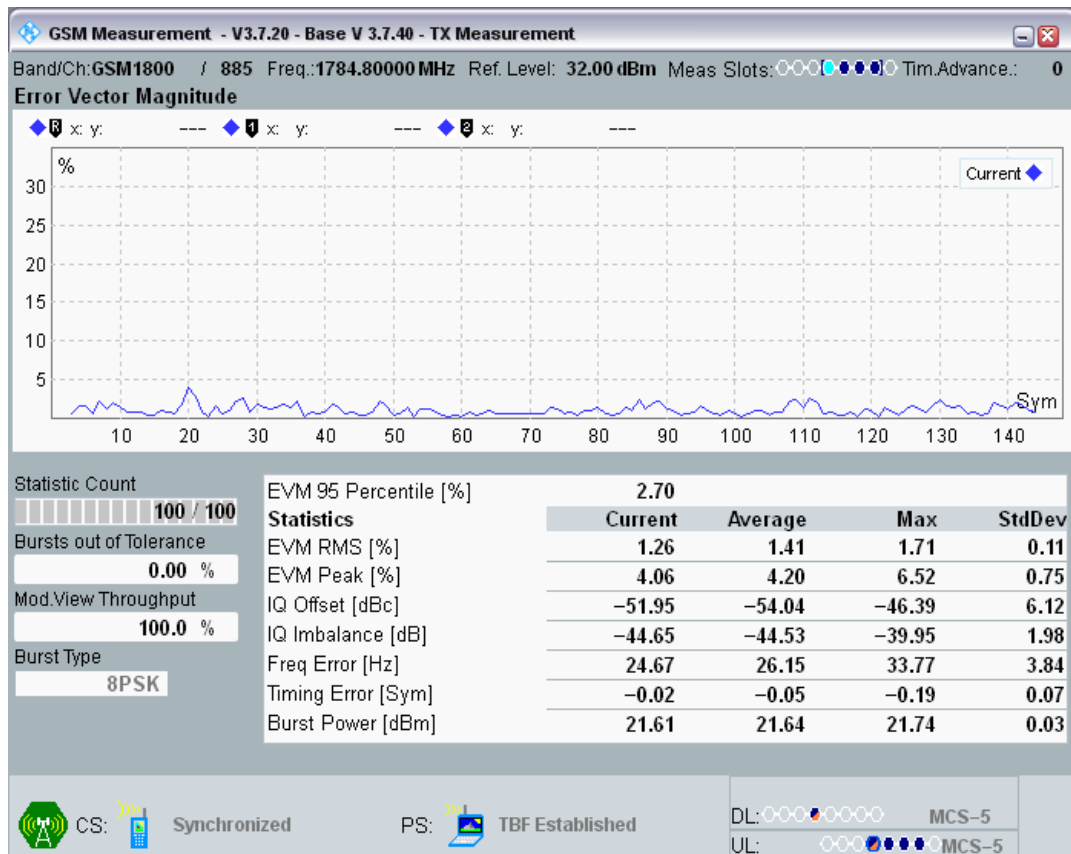 GSM Measurement - V3.7.20 - Base V 3.7.40 - TX Measurement
Band/Ch:GSM1800 / 885 Freq.:1784.80000 MHz Ref. Level: 32.00 dBm Meas Slots: Tim.Advance.: 0
Error Vector Magnitude
R x: y: --- 1 x: y: --- 2 x: y: ---
%
Current
30
25
20
15
10
5
Sym
10 20 30 40 50 60 70 80 90 100 110 120 130 140
Statistic Count
100 / 100
Bursts out of Tolerance
0.00 %
Mod.View Throughput
100.0 %
Burst Type
8PSK
EVM 95 Percentile [%] 2.70
Statistics Current Average Max StdDev
EVM RMS [%] 1.26 1.41 1.71 0.11
EVM Peak [%] 4.06 4.20 6.52 0.75
IQ Offset [dBc] −51.95 −54.04 −46.39 6.12
IQ Imbalance [dB] −44.65 −44.53 −39.95 1.98
Freq Error [Hz] 24.67 26.15 33.77 3.84
Timing Error [Sym] −0.02 −0.05 −0.19 0.07
Burst Power [dBm] 21.61 21.64 21.74 0.03
CS: Synchronized PS: TBF Established
DL: MCS−5
UL: MCS−5